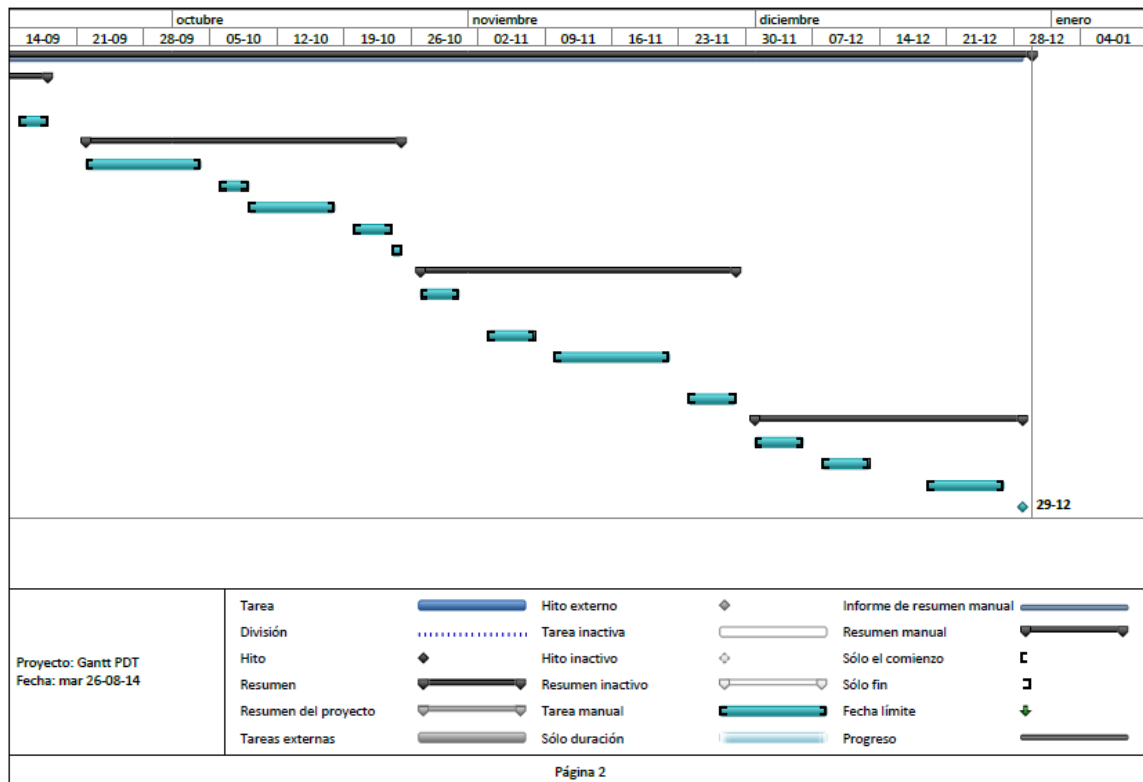 octubre noviembre diciembre enero
14-09 21-09 28-09 05-10 12-10 19-10 26-10 02-11 09-11 16-11 23-11 30-11 07-12 14-12 21-12 28-12 04-01
29-12
Proyecto: Gantt PDT
Fecha: mar 26-08-14
Tarea Hito externo Informe de resumen manual
División Tarea inactiva Resumen manual
Hito Hito inactivo Sólo el comienzo
Resumen Resumen inactivo Sólo fin
Resumen del proyecto Tarea manual Fecha límite
Tareas externas Sólo duración Progreso
Página 2